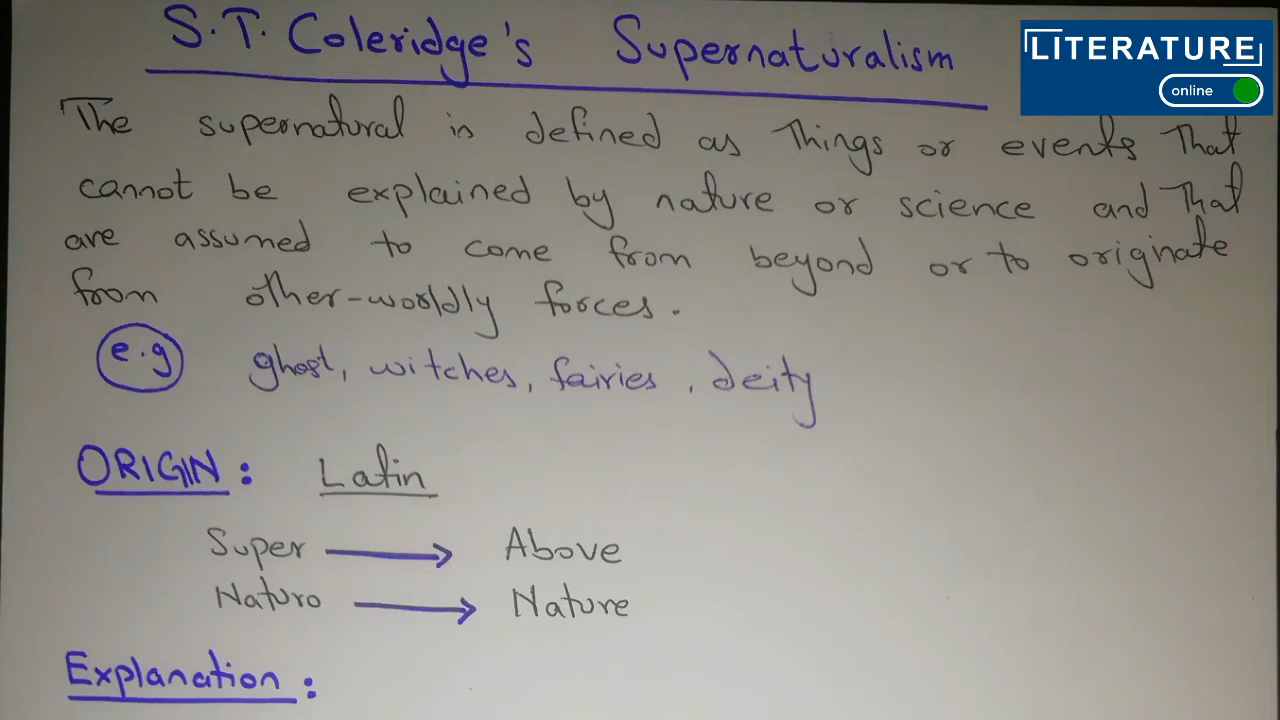 S.T. Coleridge's Supernaturalism
LITERATURE
online
The supernatural is defined as Things or events That
cannot be explained by nature or science and That
are assumed to come from beyond or to originate
from other-worldly forces.
e.g ghost, witches, fairies, deity
ORIGIN: Latin
Super → Above
Naturo → Nature
Explanation: